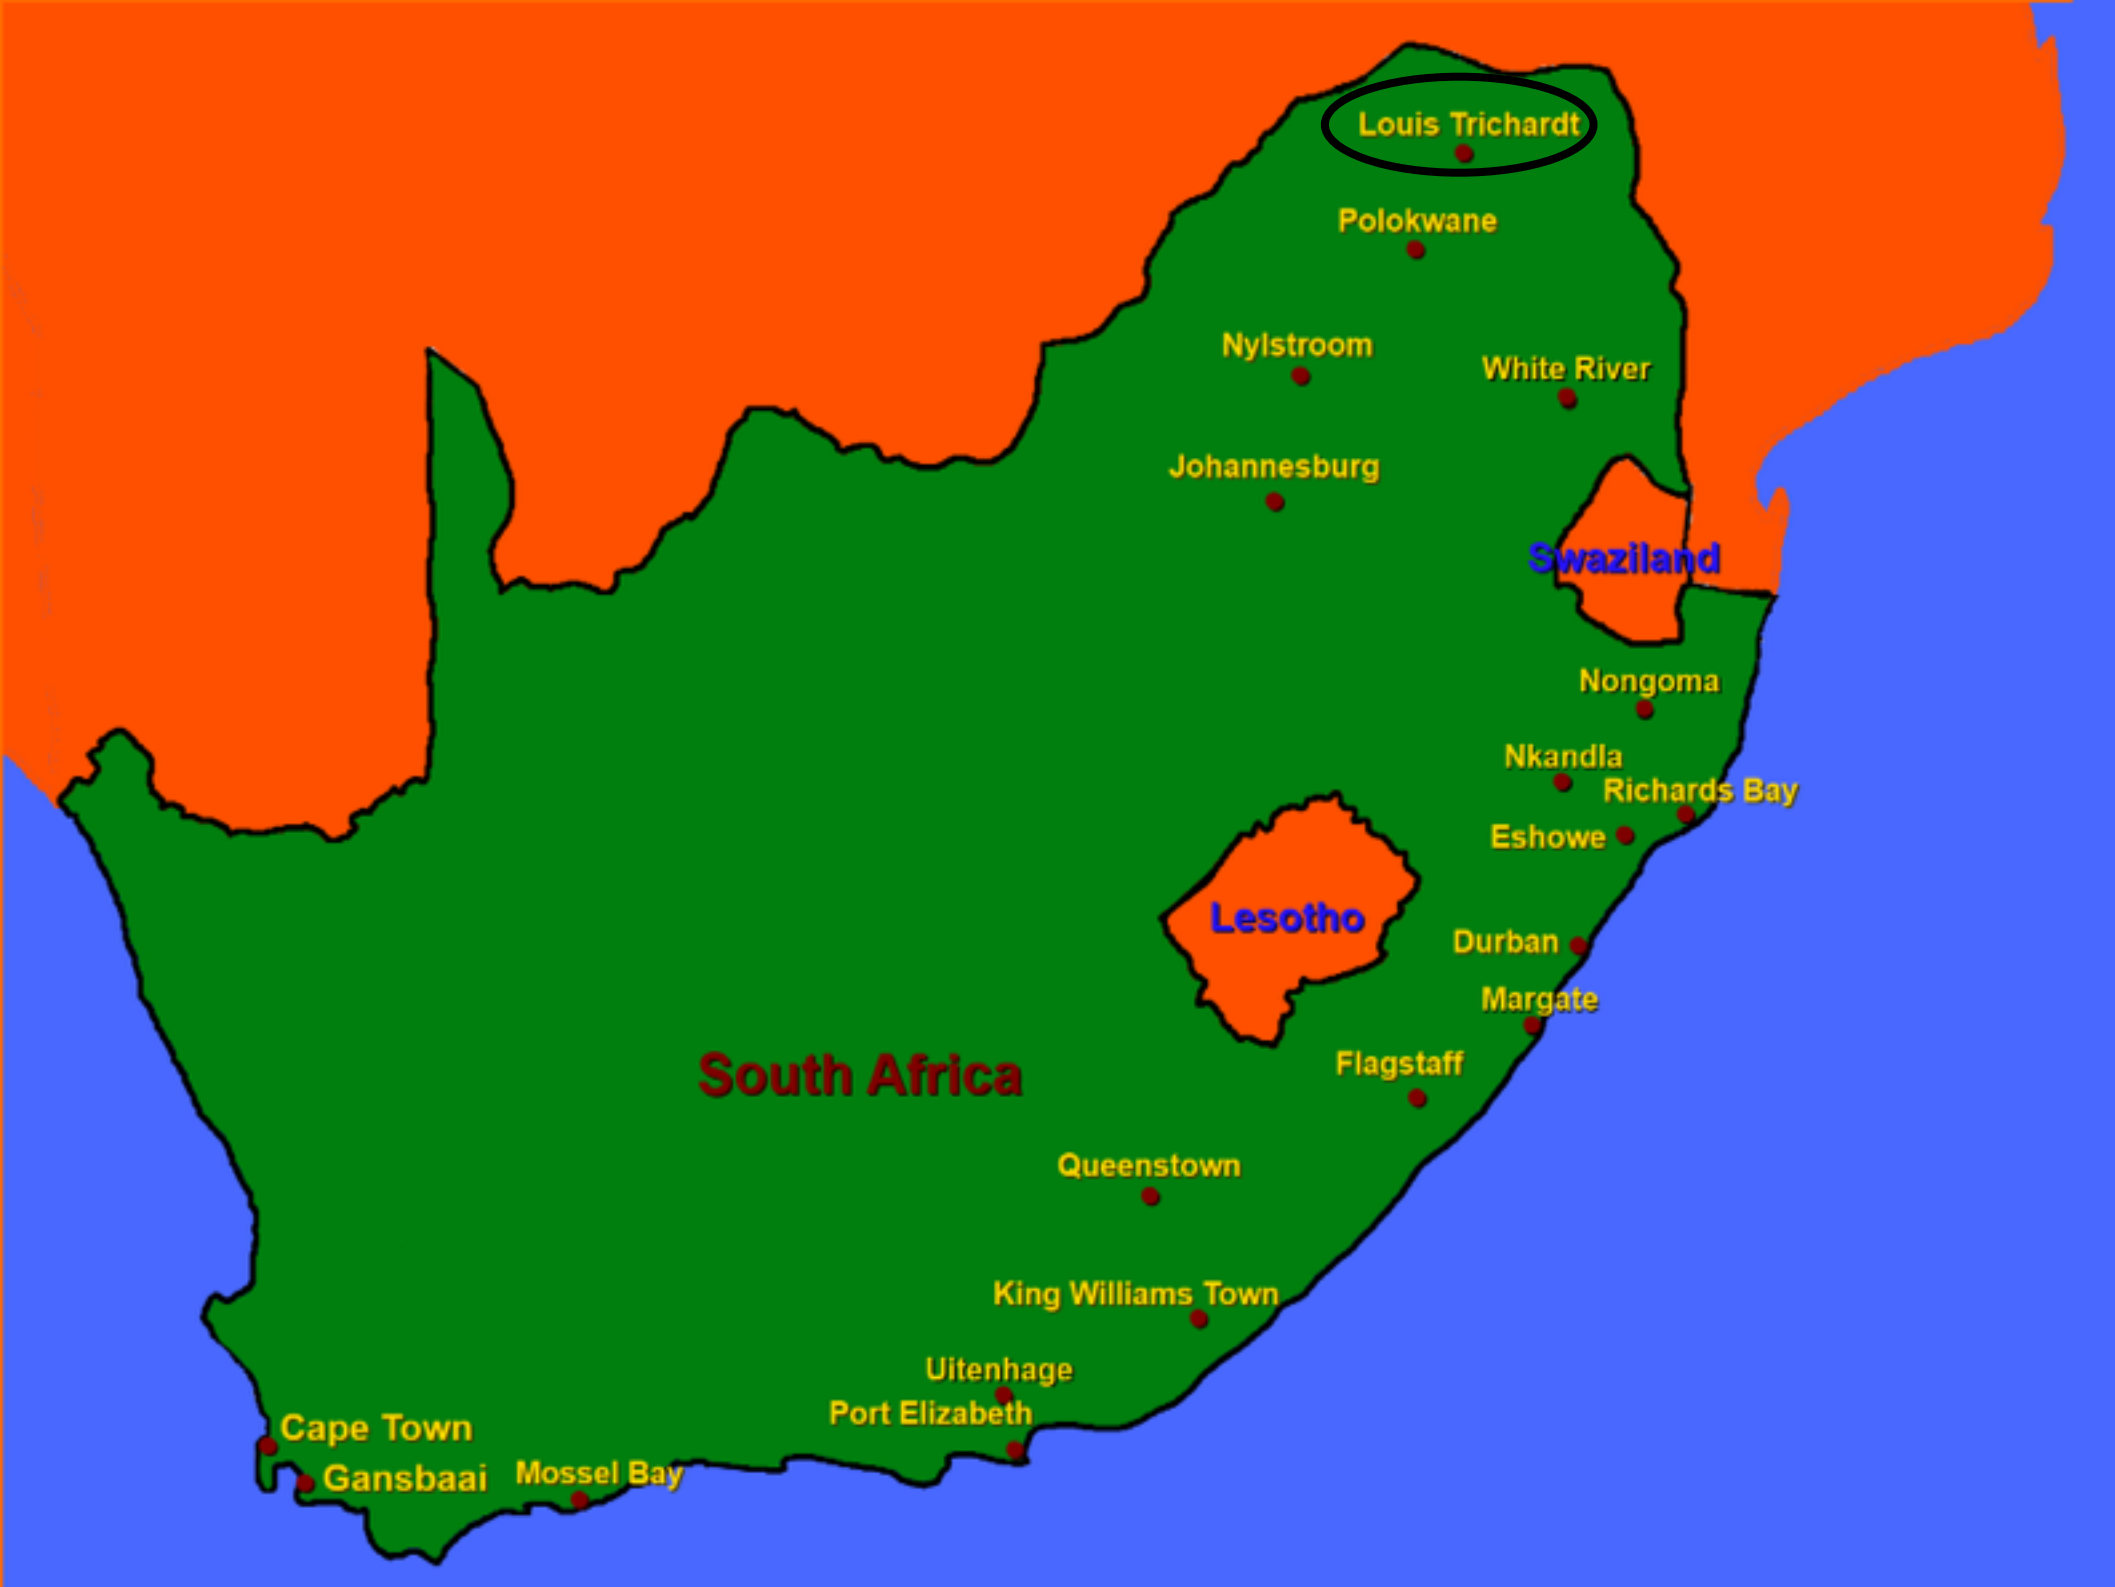 Louis Trichardt
Polokwane
Nylstroom
White River
Johannesburg
Swaziland
Nongoma
Nkandla
Richards Bay
Eshowe
Lesotho
Durban
Margate
Flagstaff
South Africa
Queenstown
King Williams Town
Uitenhage
Port Elizabeth
Cape Town
Gansbaai
Mossel Bay